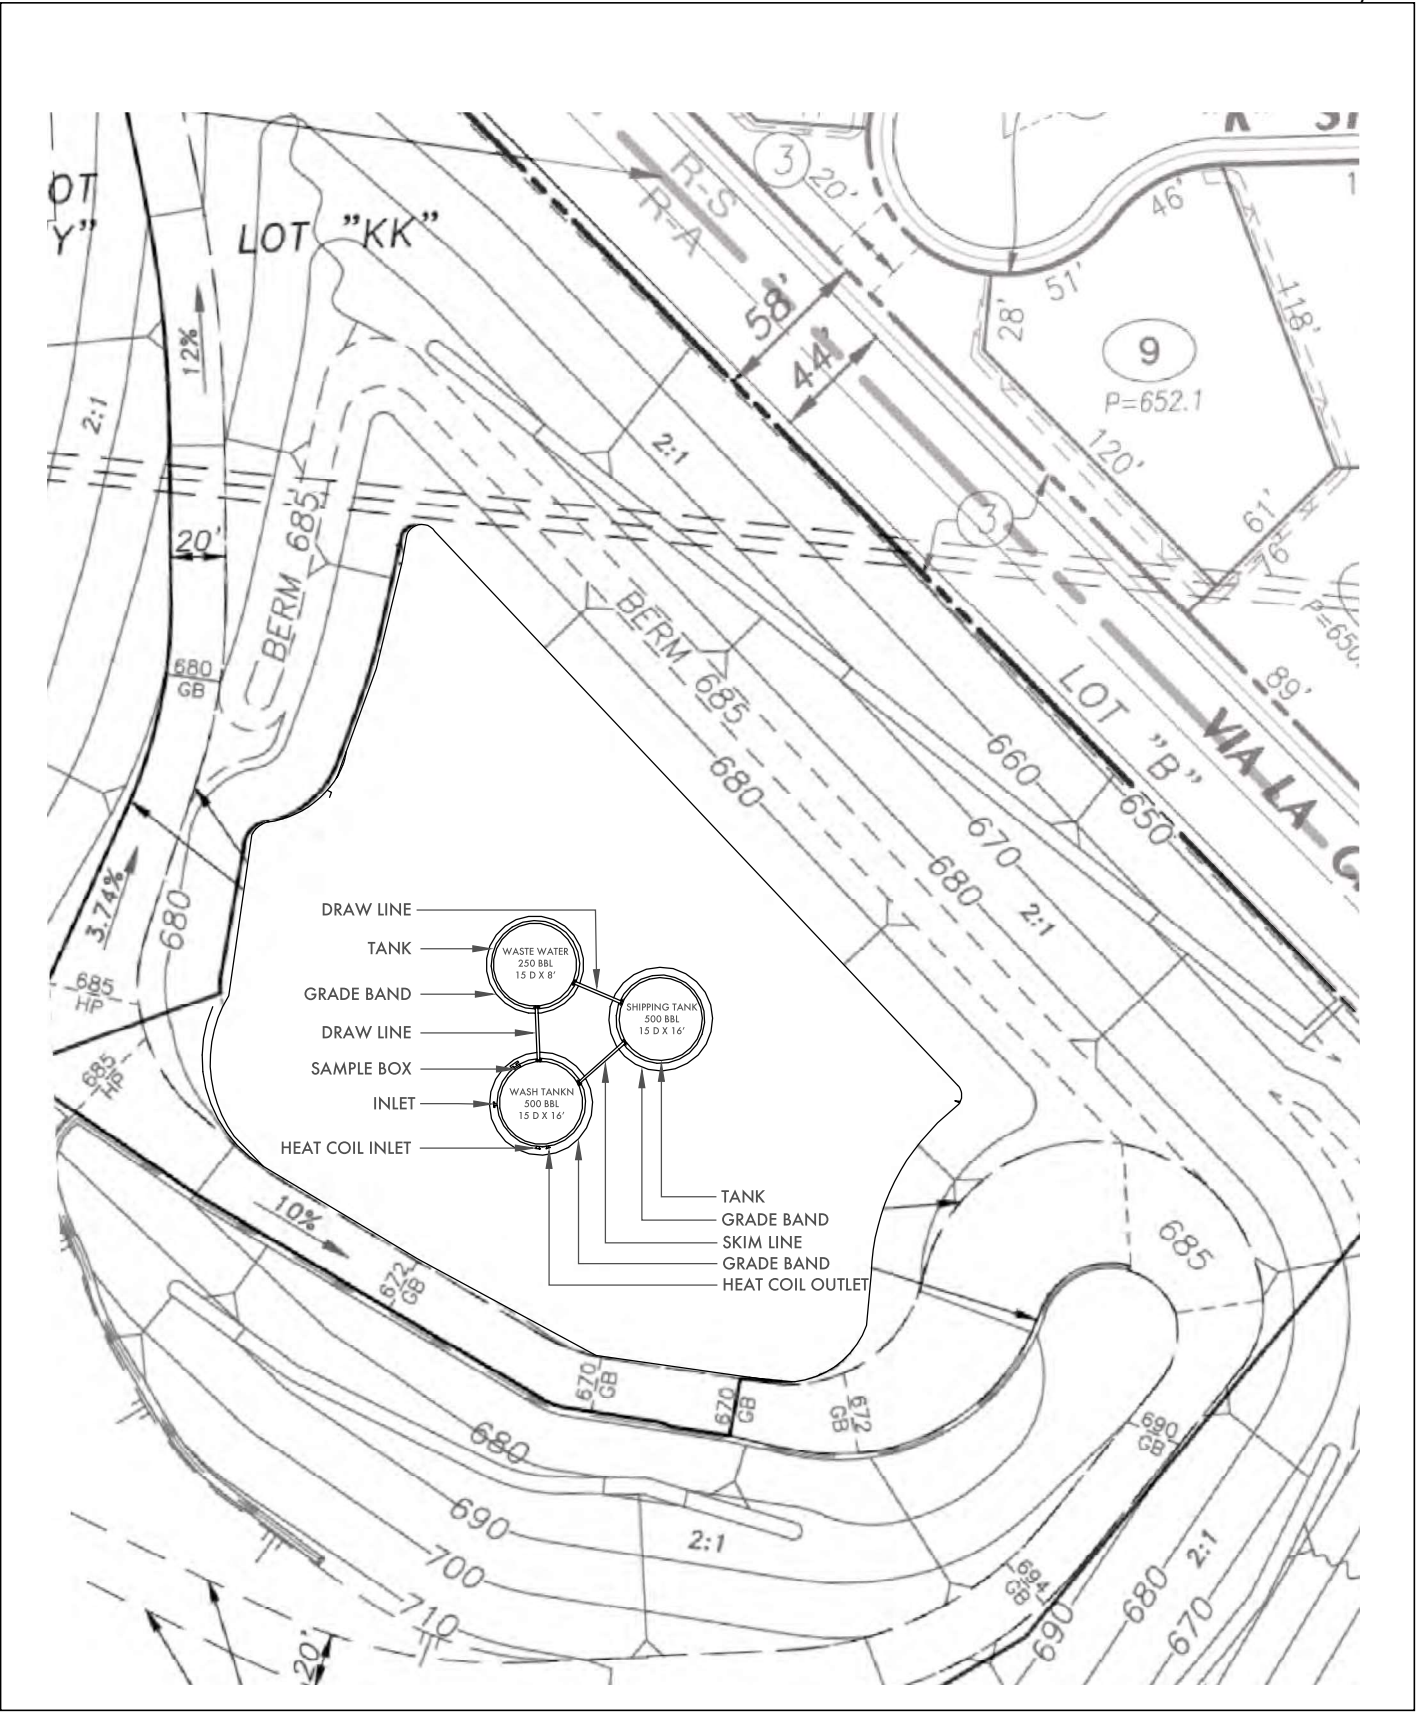 "K" ST
OT
Y"
LOT "KK"
R-S
R-A
3
20'
46'
1
51'
28'
118'
58'
44'
9
P=652.1
12%
2:1
2:1
120'
61'
76'
3
20'
BERM 685
BERM 685
P=650.
89'
680
GB
LOT "B"
VIA LA
660
650
680
670
680
2:1
3.74%
680
685
HP
685
HP
DRAW LINE
TANK
GRADE BAND
DRAW LINE
SAMPLE BOX
INLET
HEAT COIL INLET
WASTE WATER
250 BBL
15 D X 8'
SHIPPING TANK
500 BBL
15 D X 16'
WASH TANKN
500 BBL
15 D X 16'
TANK
GRADE BAND
SKIM LINE
GRADE BAND
HEAT COIL OUTLET
10%
672
GB
685
670
GB
670
GB
672
GB
690
GB
680
690
700
710
2:1
694
GB
690
680
2:1
670
20'